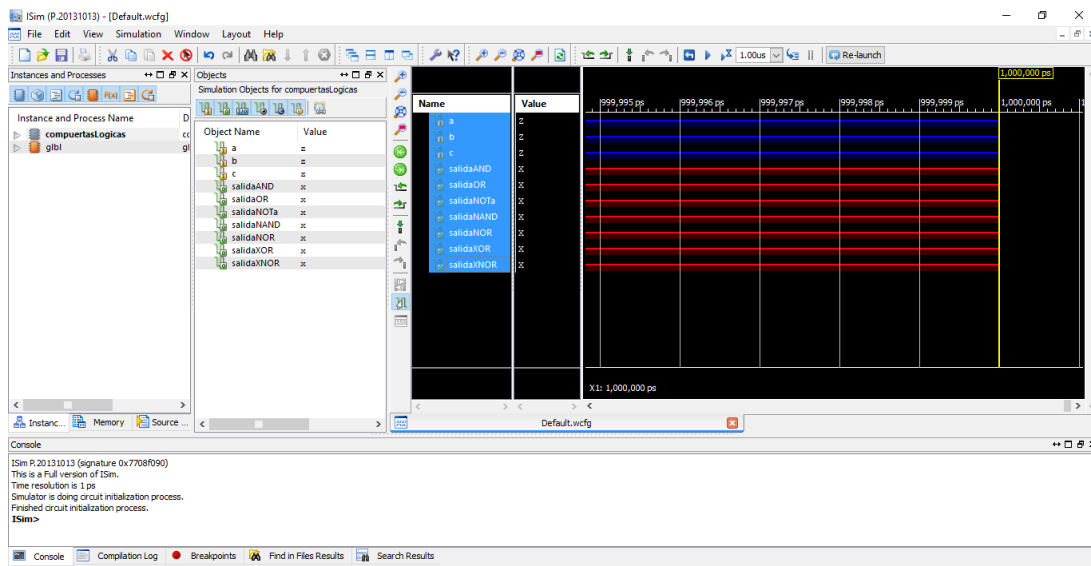 ISim (P.20131013) - [Default.wcfg]
File Edit View Simulation Window Layout Help
1.00us
Re-launch
Instances and Processes
Instance and Process Name D
compuertasLogicas
glbl gl
Instanc... Memory Source ...
Objects
Simulation Objects for compuertasLogicas
Object Name Value
a z
b z
c z
salidaAND x
salidaOR x
salidaNOTa x
salidaNAND x
salidaNOR x
salidaXOR x
salidaXNOR x
Name Value
a z
b z
c z
salidaAND X
salidaOR X
salidaNOTa X
salidaNAND X
salidaNOR X
salidaXOR X
salidaXNOR X
1,000,000 ps
999,995 ps 999,996 ps 999,997 ps 999,998 ps 999,999 ps 1,000,000 ps
X1: 1,000,000 ps
Default.wcfg
Console
ISim P.20131013 (signature 0x7708f090)
This is a Full version of ISim.
Time resolution is 1 ps
Simulator is doing circuit initialization process.
Finished circuit initialization process.
ISim>
Console Compilation Log Breakpoints Find in Files Results Search Results